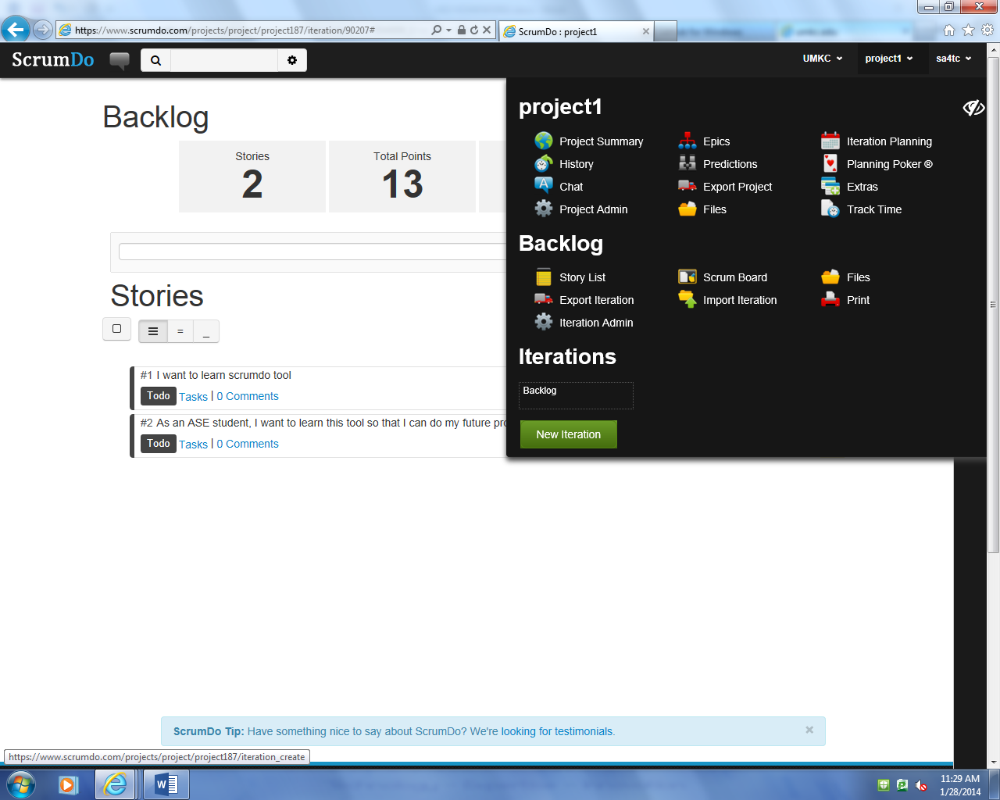 https://www.scrumdo.com/projects/project/project187/iteration/90207#
ScrumDo : project1
ScrumDo
UMKC
project1
sa4tc
Backlog
Stories
2
Total Points
13
Stories
=
_
#1 I want to learn scrumdo tool
Todo Tasks | 0 Comments
#2 As an ASE student, I want to learn this tool so that I can do my future pro
Todo Tasks | 0 Comments
project1
Project Summary Epics Iteration Planning
History Predictions Planning Poker ®
Chat Export Project Extras
Project Admin Files Track Time
Backlog
Story List Scrum Board Files
Export Iteration Import Iteration Print
Iteration Admin
Iterations
Backlog
New Iteration
ScrumDo Tip: Have something nice to say about ScrumDo? We're looking for testimonials.
https://www.scrumdo.com/projects/project/project187/iteration_create
11:29 AM
1/28/2014